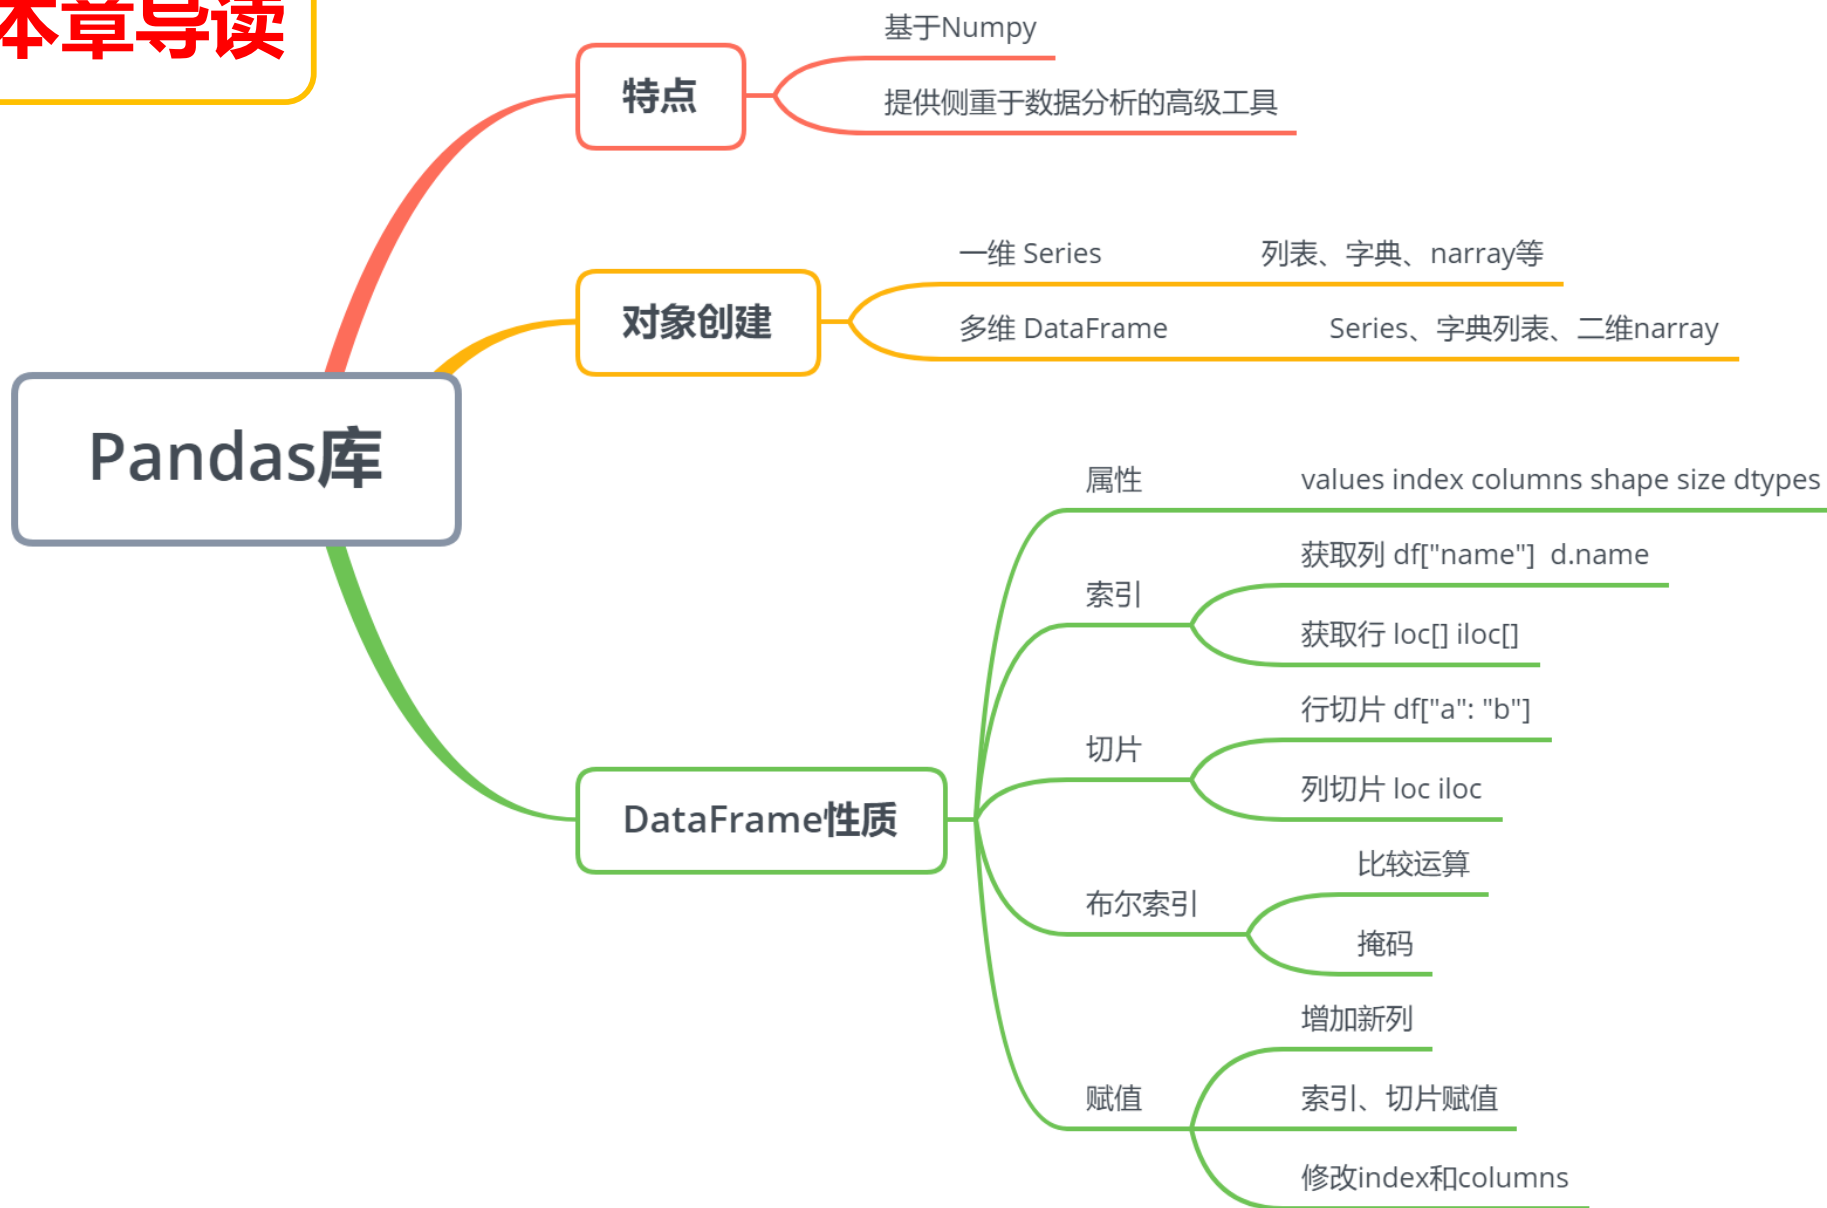 本章导读
基于Numpy
特点
提供侧重于数据分析的高级工具
一维 Series 列表、字典、narray等
对象创建
多维 DataFrame Series、字典列表、二维narray
Pandas库
属性 values index columns shape size dtypes
获取列 df["name"] d.name
索引
获取行 loc[] iloc[]
行切片 df["a": "b"]
切片
列切片 loc iloc
DataFrame性质
比较运算
布尔索引
掩码
增加新列
赋值
索引、切片赋值
修改index和columns